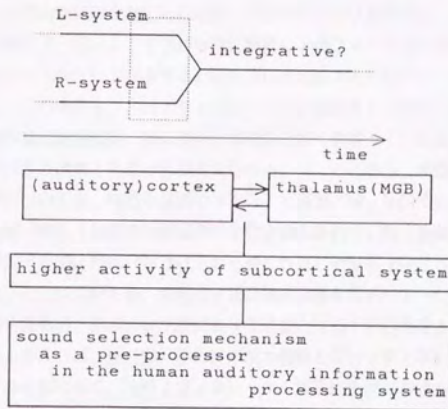 L-system
integrative?
R-system
time
(auditory)cortex
thalamus(MGB)
higher activity of subcortical system
sound selection mechanism
as a pre-processor
in the human auditory information
processing system